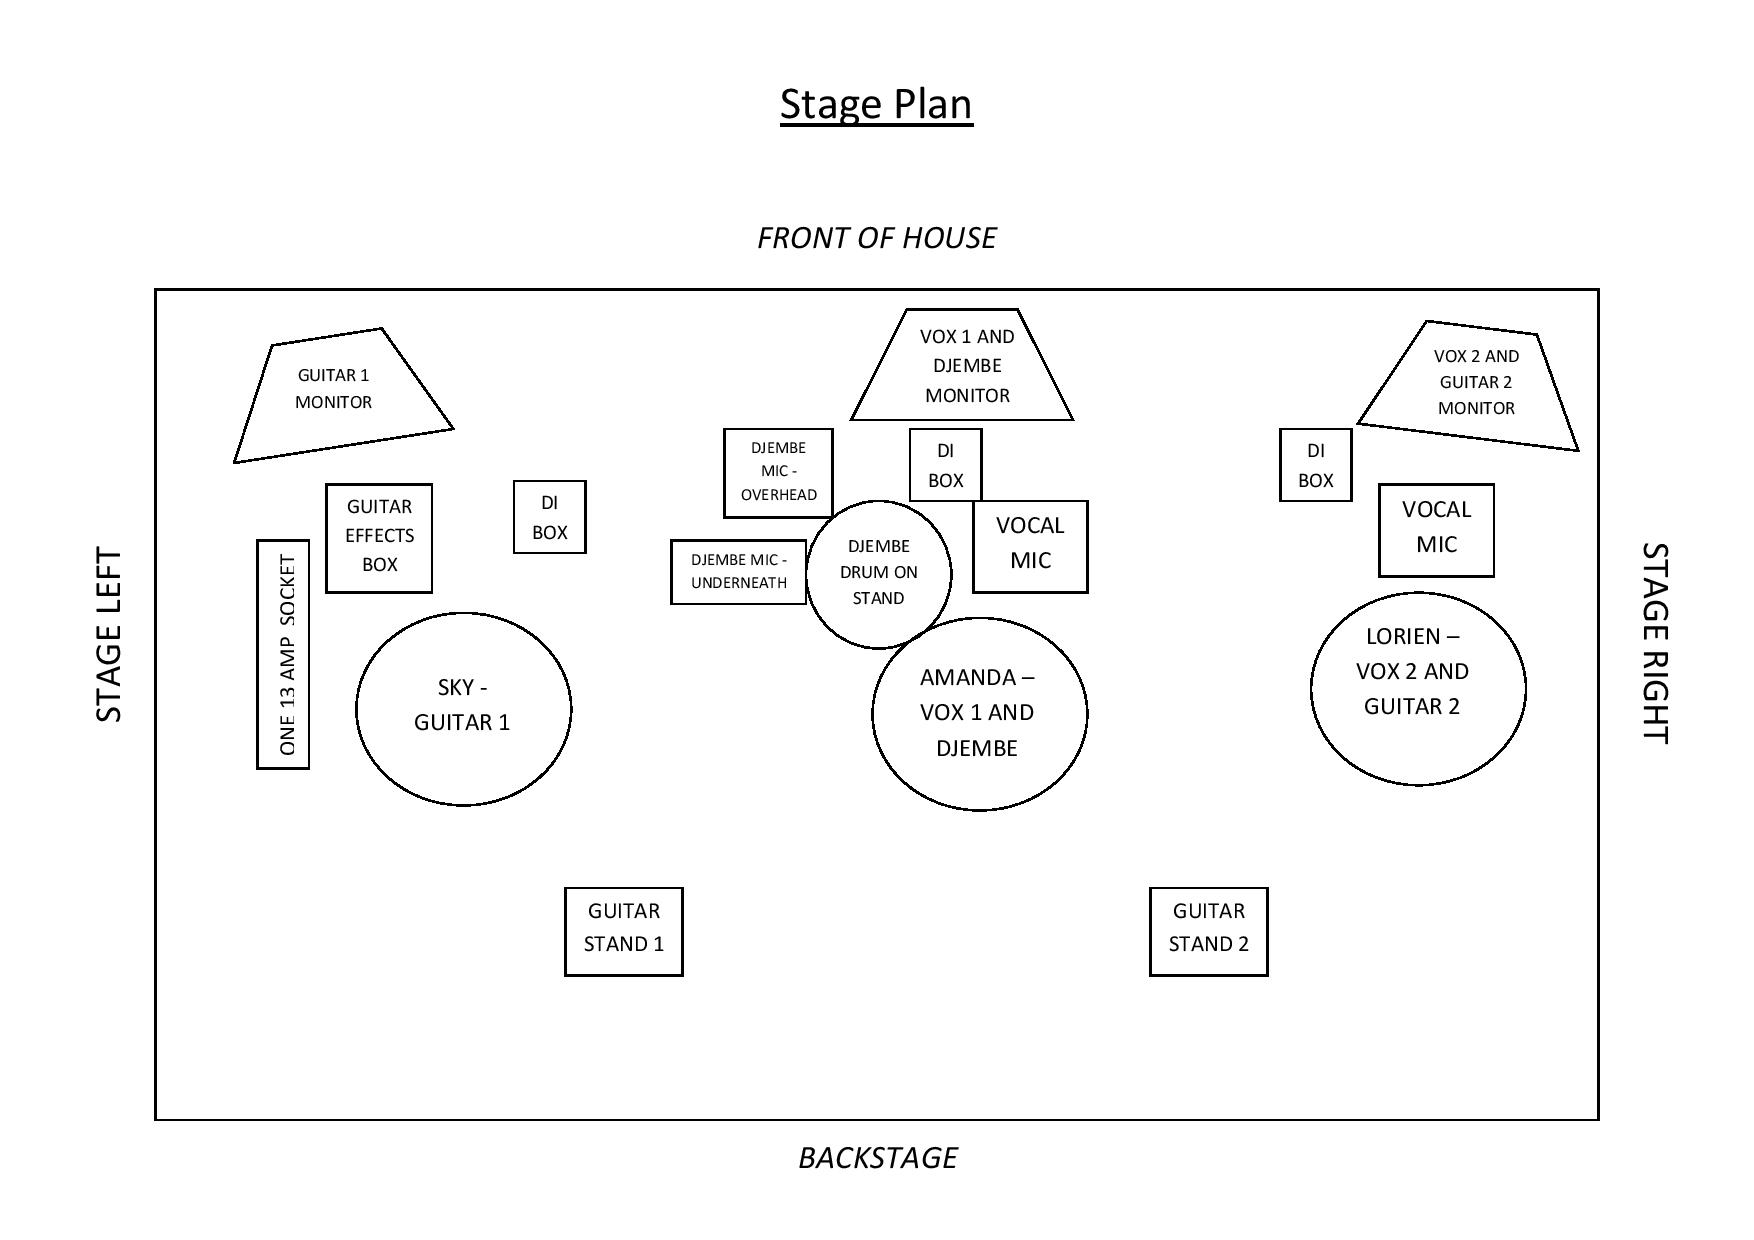 Stage Plan
FRONT OF HOUSE
GUITAR 1
MONITOR
VOX 1 AND
DJEMBE
MONITOR
VOX 2 AND
GUITAR 2
MONITOR
DJEMBE
MIC -
OVERHEAD
DI
BOX
DI
BOX
GUITAR
EFFECTS
BOX
DI
BOX
VOCAL
MIC
VOCAL
MIC
STAGE LEFT
ONE 13 AMP SOCKET
DJEMBE MIC -
UNDERNEATH
DJEMBE
DRUM ON
STAND
STAGE RIGHT
SKY -
GUITAR 1
AMANDA –
VOX 1 AND
DJEMBE
LORIEN –
VOX 2 AND
GUITAR 2
GUITAR
STAND 1
GUITAR
STAND 2
BACKSTAGE